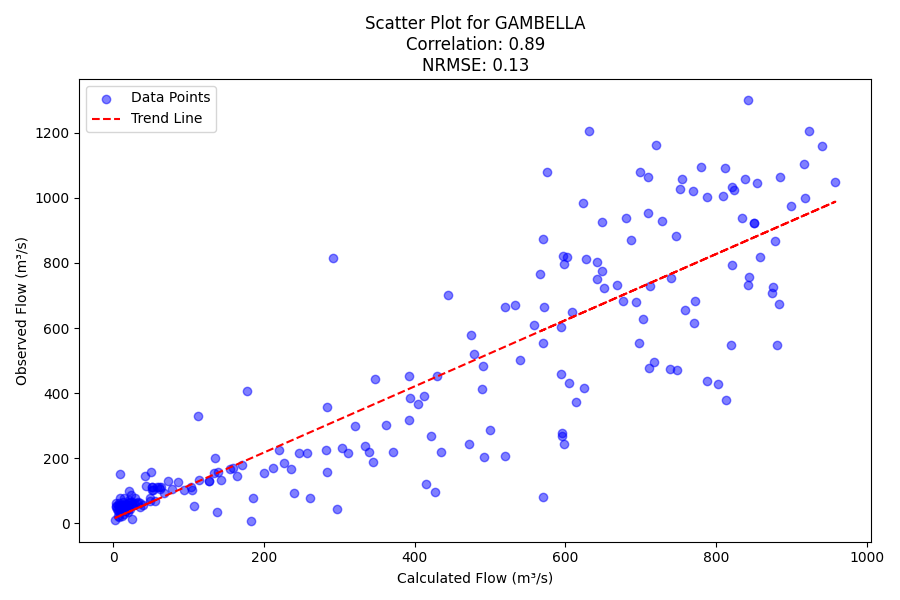 Scatter Plot for GAMBELLA
Correlation: 0.89
NRMSE: 0.13
Data Points
Trend Line
1200
1000
800
600
400
200
0
Observed Flow (m³/s)
0 200 400 600 800 1000
Calculated Flow (m³/s)